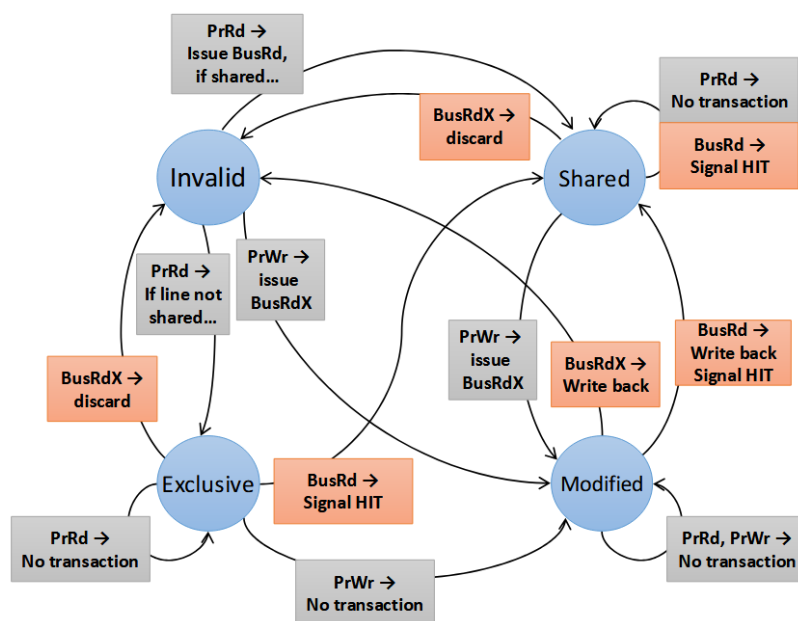 PrRd →
Issue BusRd,
if shared...
BusRdX →
discard
PrRd →
No transaction
BusRd →
Signal HIT
Invalid
Shared
PrRd →
If line not
shared...
PrWr →
issue
BusRdX
BusRdX →
discard
PrWr →
issue
BusRdX
BusRdX →
Write back
BusRd →
Write back
Signal HIT
Exclusive
BusRd →
Signal HIT
Modified
PrRd →
No transaction
PrWr →
No transaction
PrRd, PrWr →
No transaction